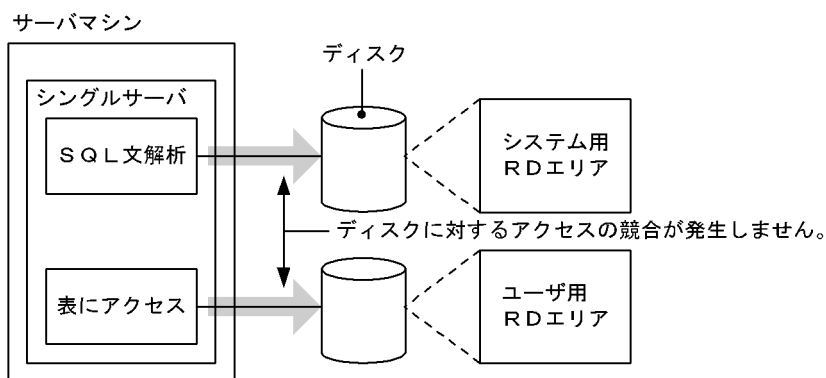 サーバマシン
ディスク
シングルサーバ
ＳＱＬ文解析
システム用
ＲＤエリア
ディスクに対するアクセスの競合が発生しません。
表にアクセス
ユーザ用
ＲＤエリア